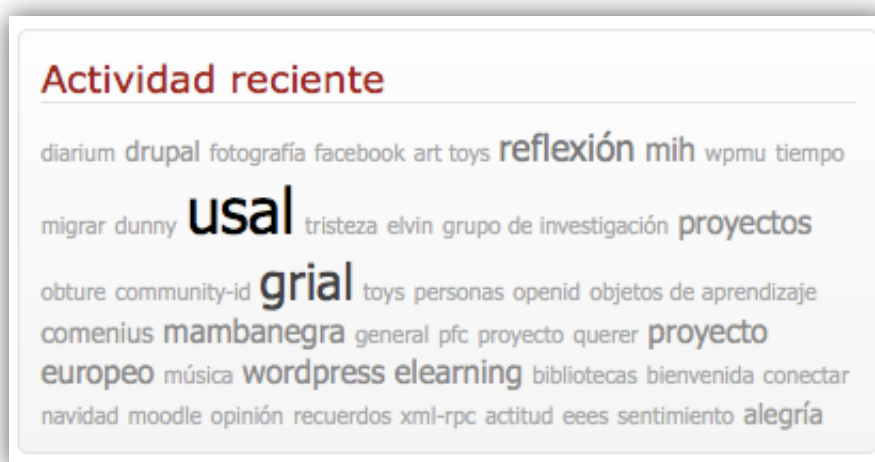 Actividad reciente
diarium drupal fotografía facebook art toys reflexión mih wpmu tiempo
migrar dunny usal tristeza elvin grupo de investigación proyectos
obture community-id grial toys personas openid objetos de aprendizaje
comenius mambanegra general pfc proyecto querer proyecto
europeo música wordpress elearning bibliotecas bienvenida conectar
navidad moodle opinión recuerdos xml-rpc actitud eees sentimiento alegría